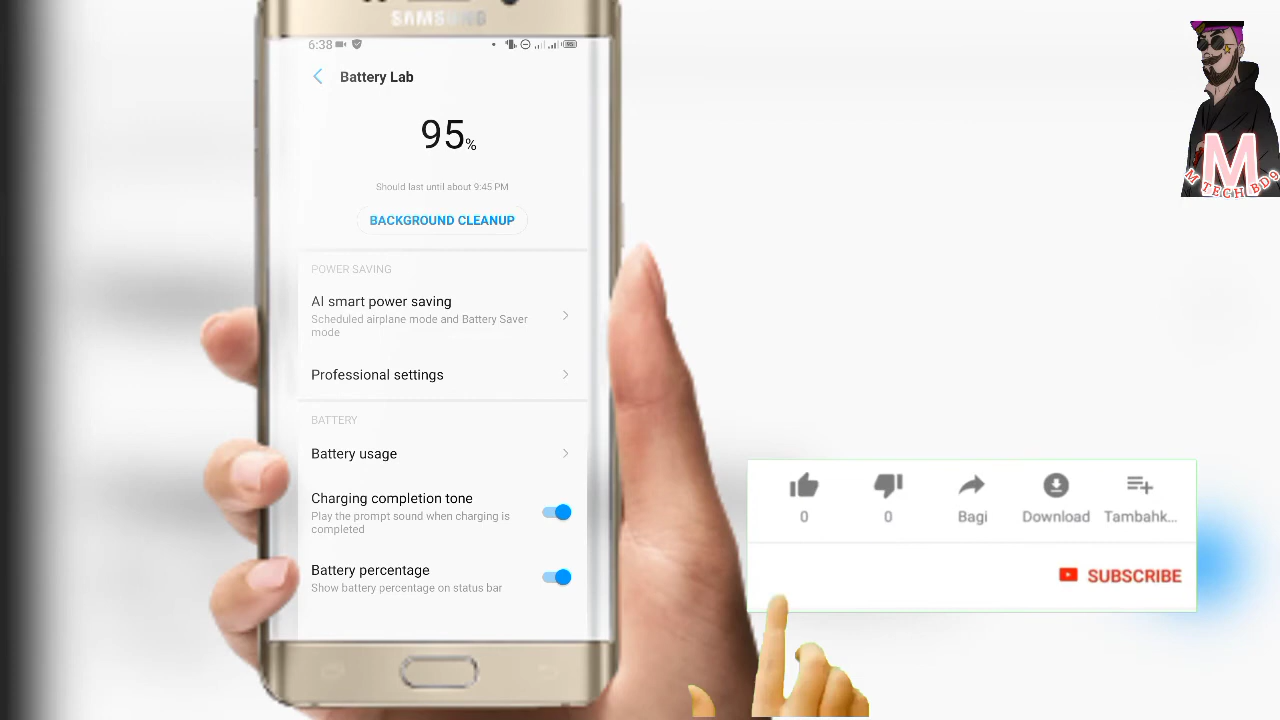 SAMSUNG
6:38
95
Battery Lab
95%
Should last until about 9:45 PM
BACKGROUND CLEANUP
POWER SAVING
AI smart power saving
Scheduled airplane mode and Battery Saver
mode
Professional settings
BATTERY
Battery usage
Charging completion tone
Play the prompt sound when charging is
completed
Battery percentage
Show battery percentage on status bar
M
M TECH BD9
0
0
Bagi
Download
Tambahk...
SUBSCRIBE